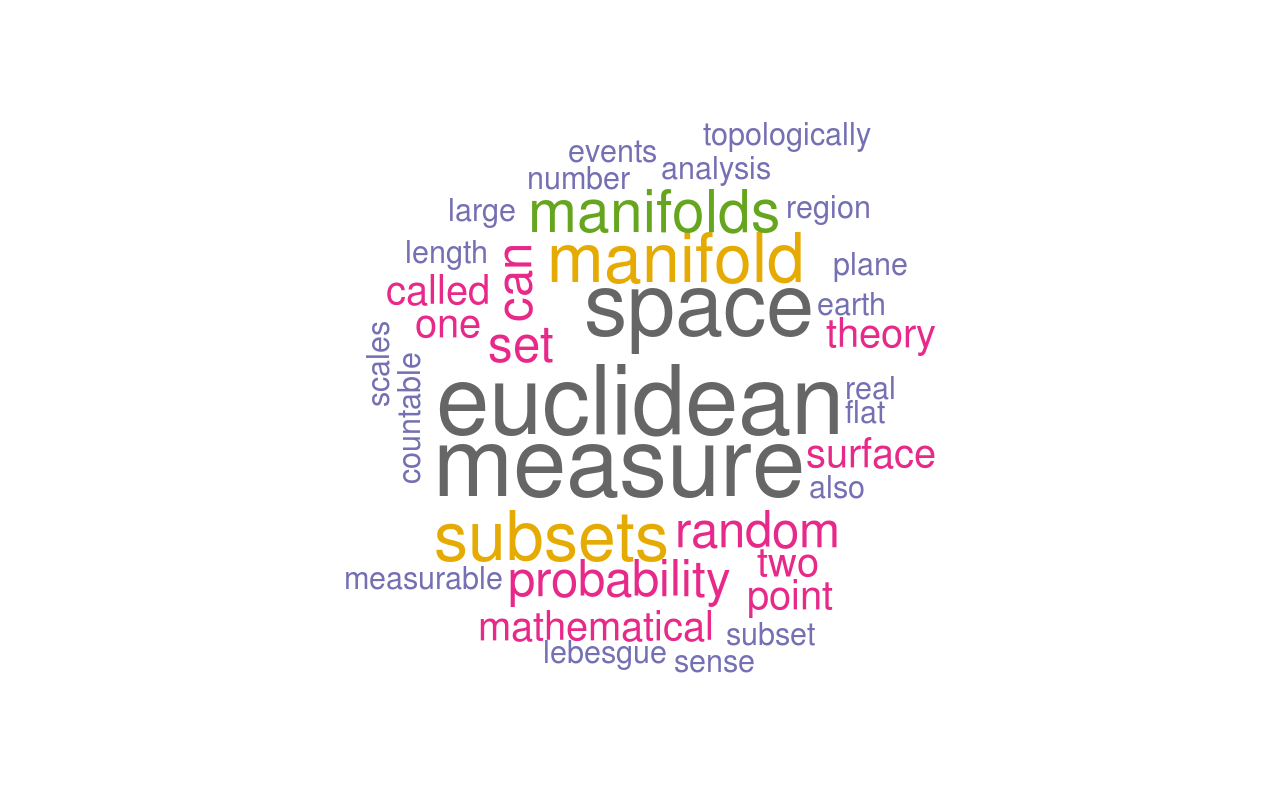 topologically
events
analysis
number
manifolds
region
large
manifold
length
can
plane
called
space
earth
one
theory
set
scales
countable
euclidean
real
flat
measure
surface
also
subsets
random
two
measurable
probability
point
mathematical
subset
lebesgue
sense